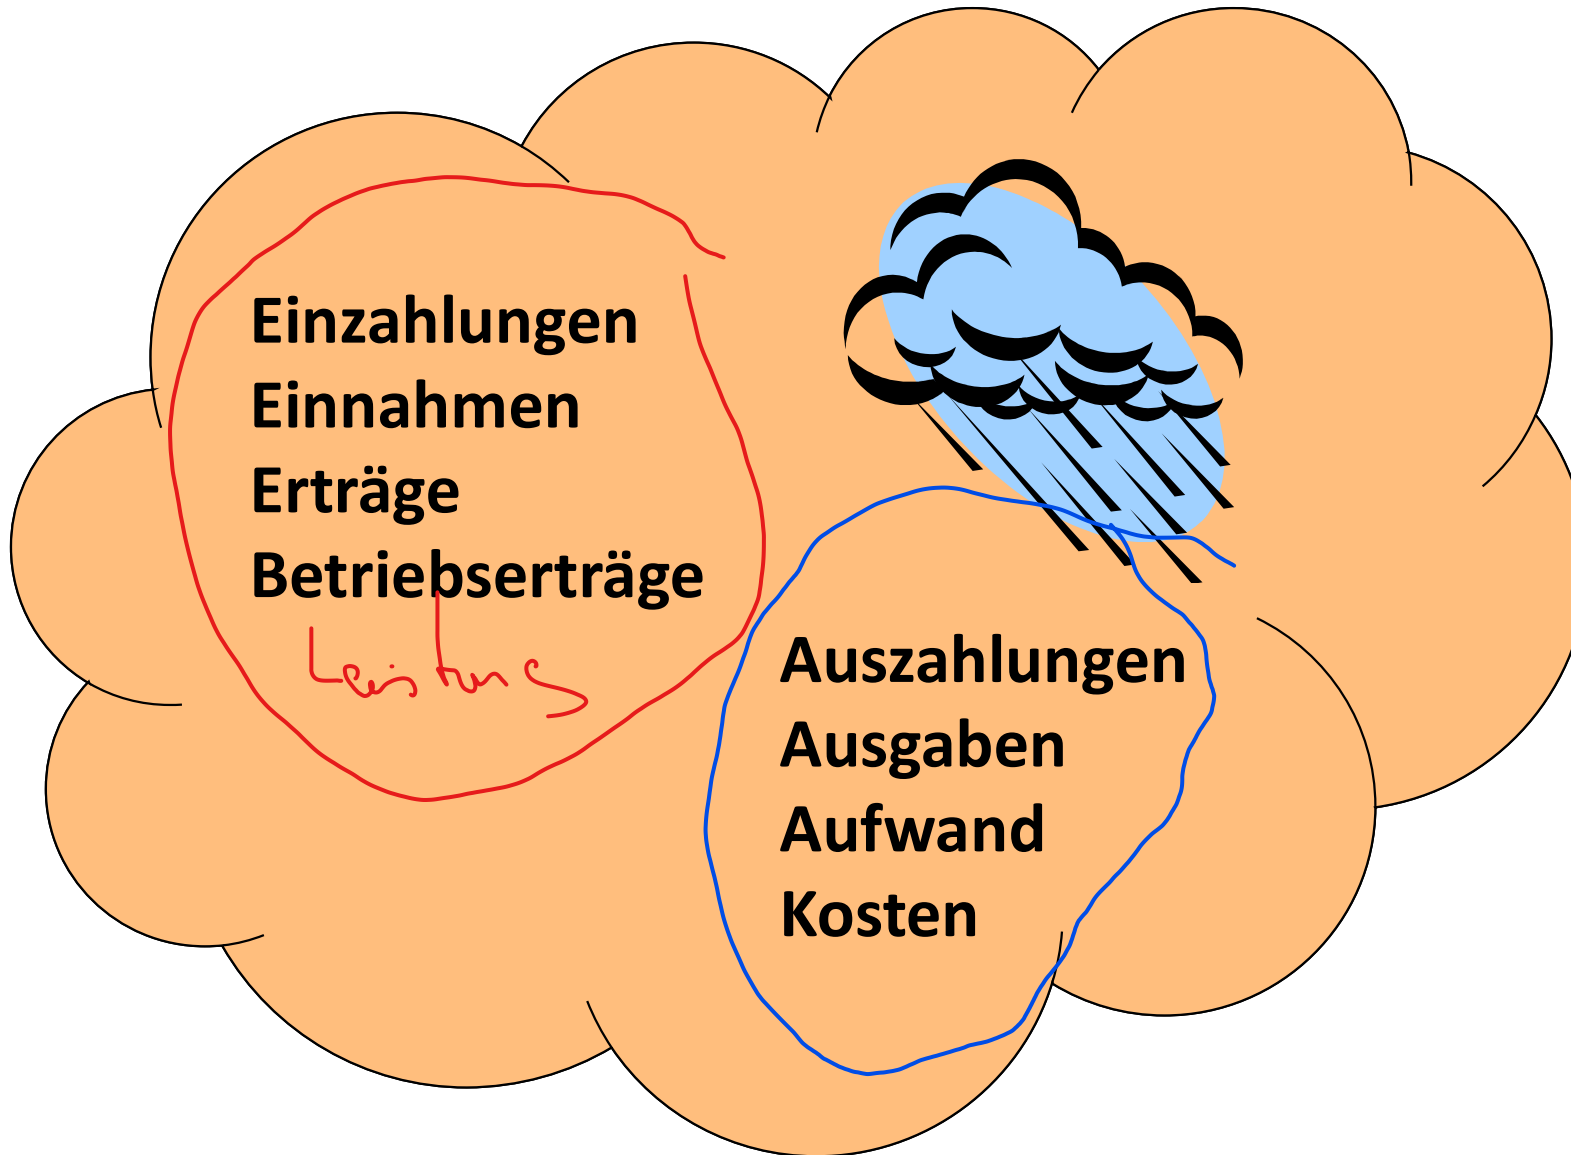 Einzahlungen
Einnahmen
Erträge
Betriebserträge
Leistung
Auszahlungen
Ausgaben
Aufwand
Kosten